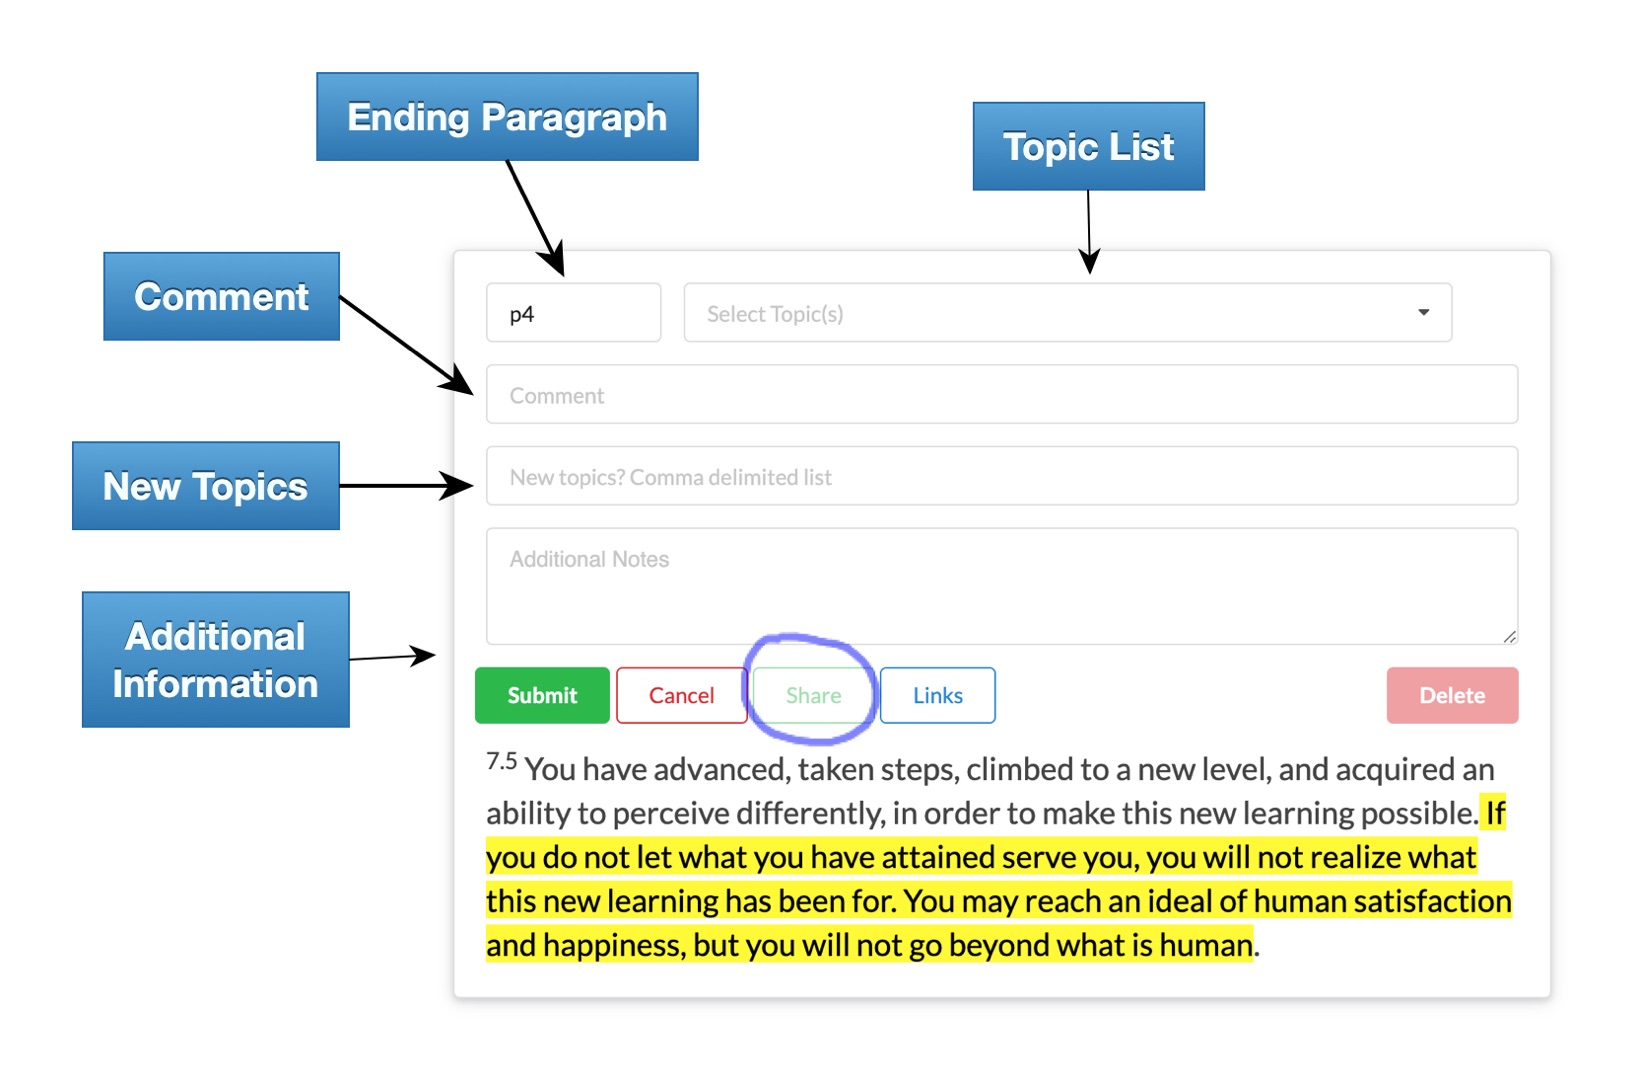 Ending Paragraph
Topic List
Comment
p4
Select Topic(s)
Comment
New Topics
New topics? Comma delimited list
Additional Notes
Additional
Information
Submit
Cancel
Share
Links
Delete
7.5 You have advanced, taken steps, climbed to a new level, and acquired an
ability to perceive differently, in order to make this new learning possible. If
you do not let what you have attained serve you, you will not realize what
this new learning has been for. You may reach an ideal of human satisfaction
and happiness, but you will not go beyond what is human.